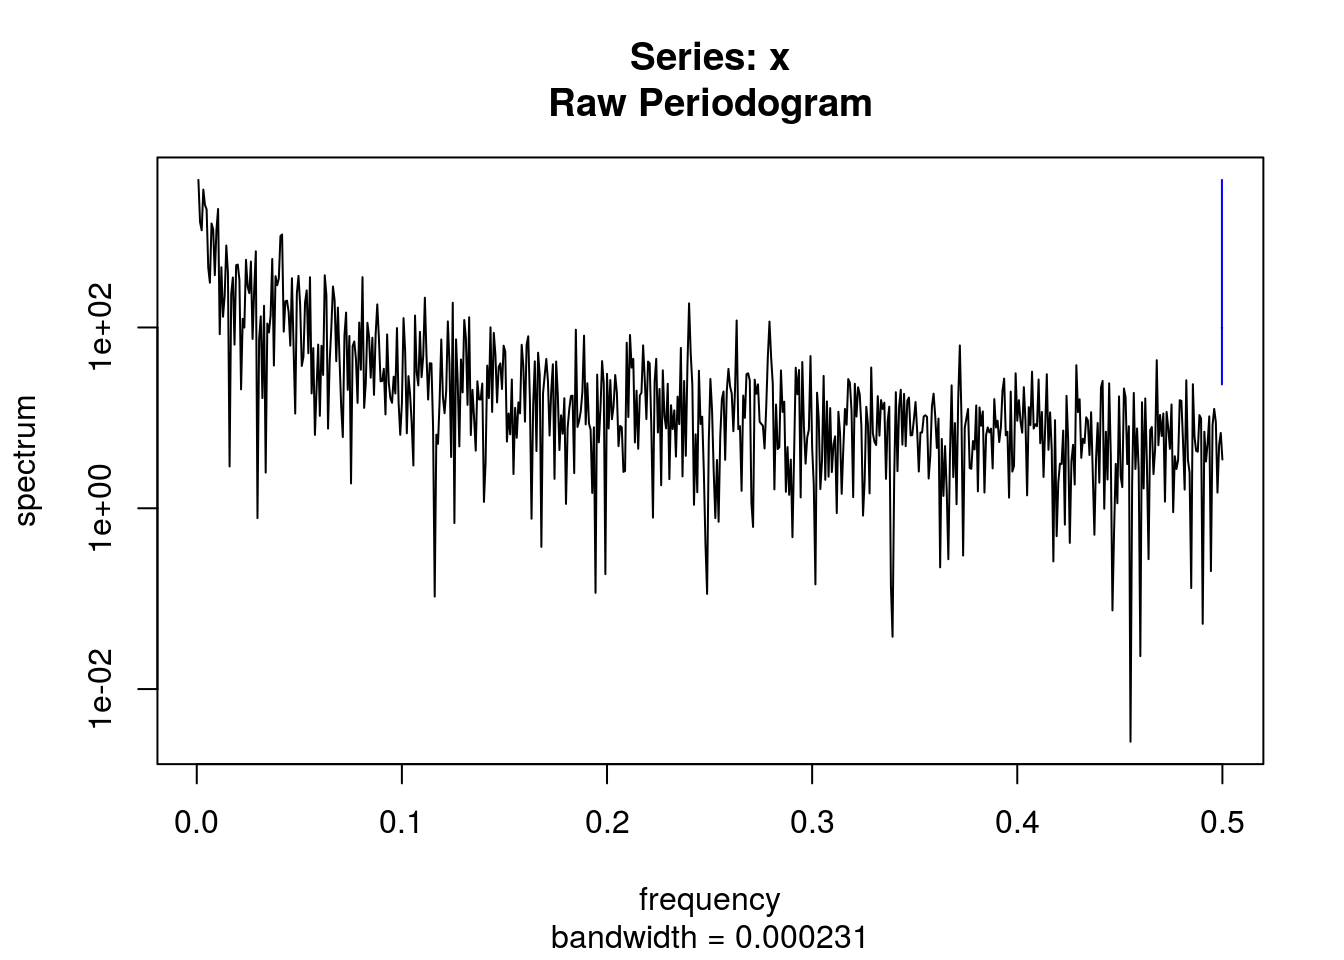 Series: x
Raw Periodogram
spectrum
1e+02
1e+00
1e-02
0.0 0.1 0.2 0.3 0.4 0.5
frequency
bandwidth = 0.000231